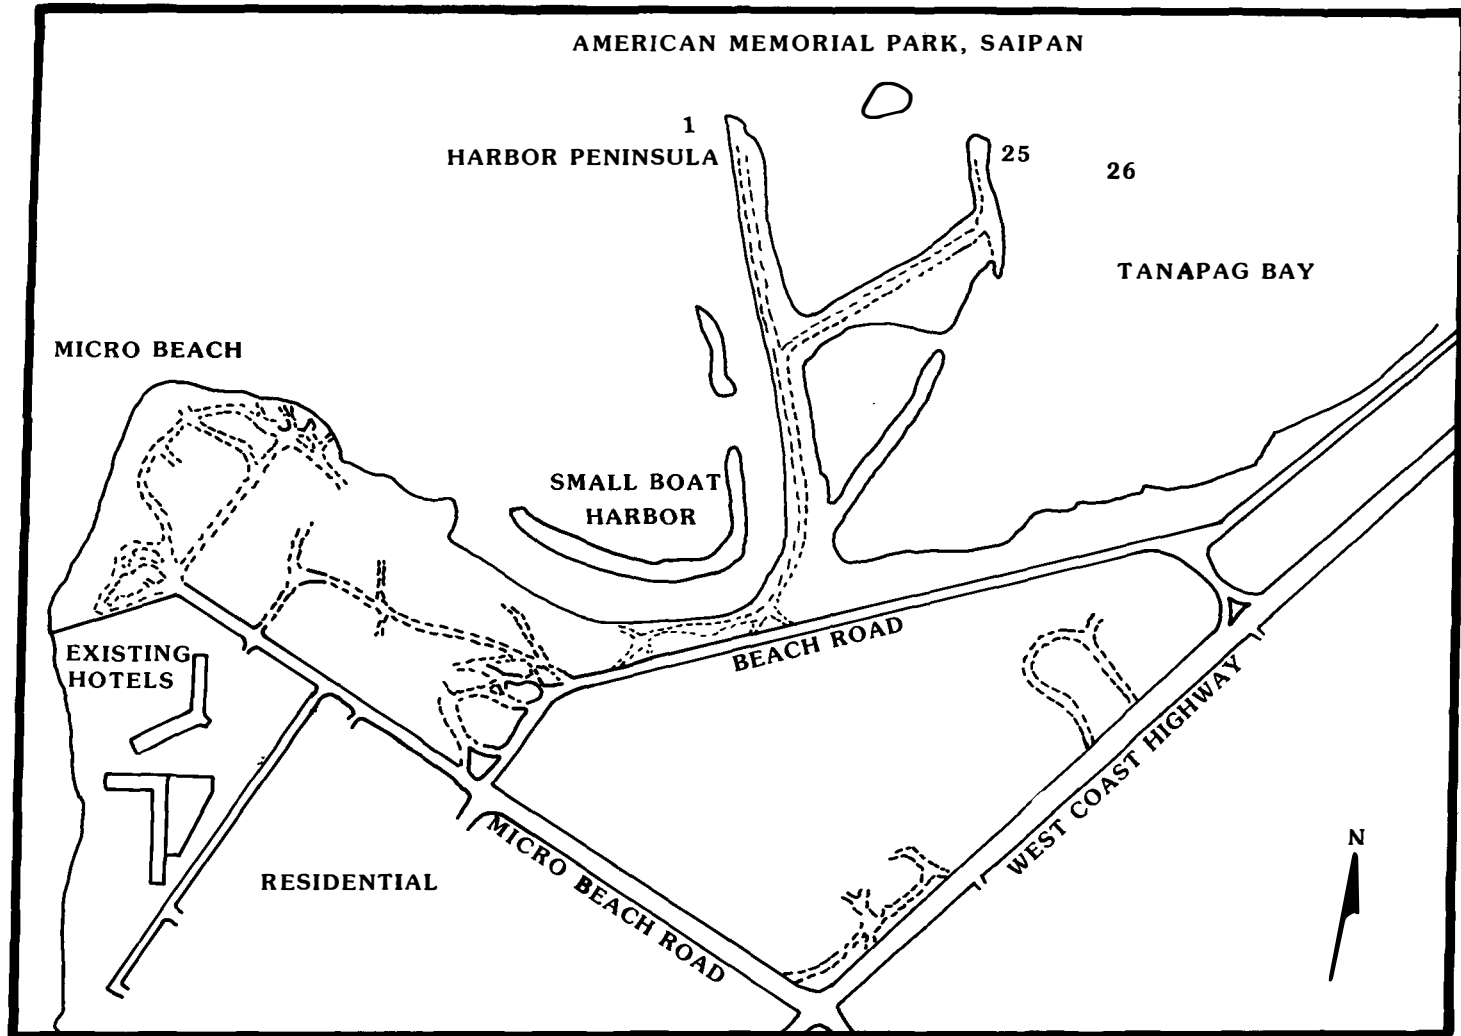 AMERICAN MEMORIAL PARK, SAIPAN
1
HARBOR PENINSULA
25
26
TANAPAG BAY
MICRO BEACH
SMALL BOAT
HARBOR
BEACH ROAD
EXISTING
HOTELS
WEST COAST HIGHWAY
MICRO BEACH ROAD
RESIDENTIAL
N